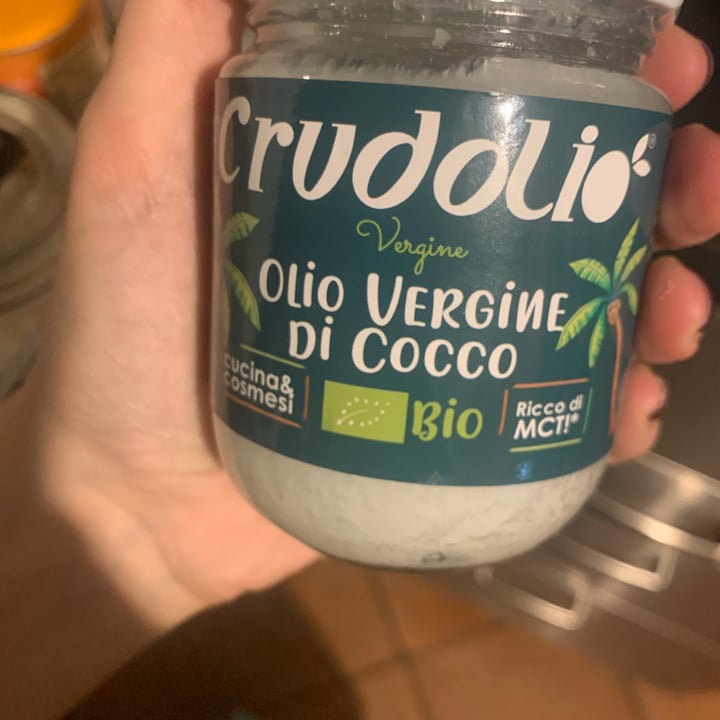 Crudolio®
Vergine
Olio Vergine
di Cocco
cucina&
cosmesi
Bio
Ricco di
MCT!*